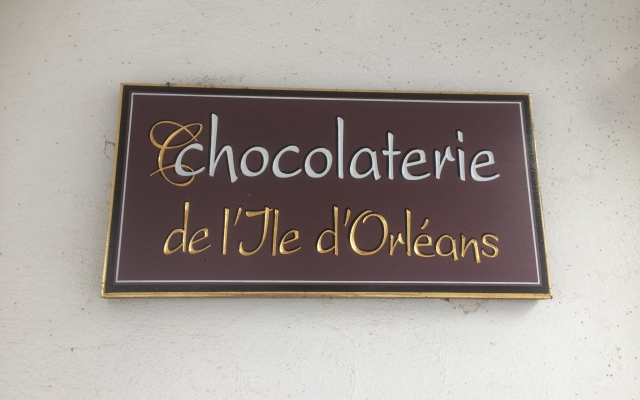 Chocolaterie
de l'Ile d'Orléans